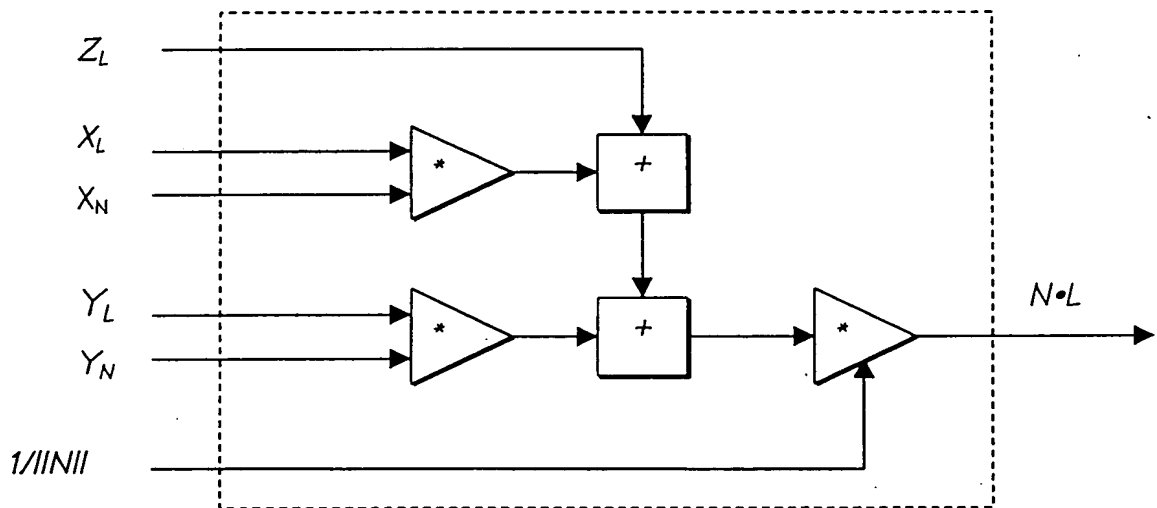 Z_L
X_L
* +
X_N
N•L
Y_L
* + *
Y_N
1/||N||